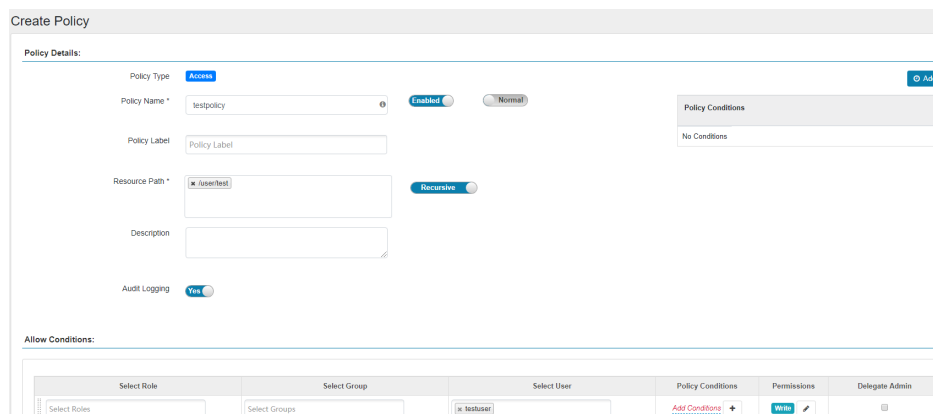 Create Policy
Policy Details:
Policy Type Access
Policy Name * testpolicy Enabled Normal
Policy Conditions
No Conditions
Policy Label Policy Label
Resource Path * × /user/test Recursive
Description
Audit Logging Yes
Allow Conditions:
Select Role Select Group Select User Policy Conditions Permissions Delegate Admin
Select Roles Select Groups × testuser Add Conditions + Write